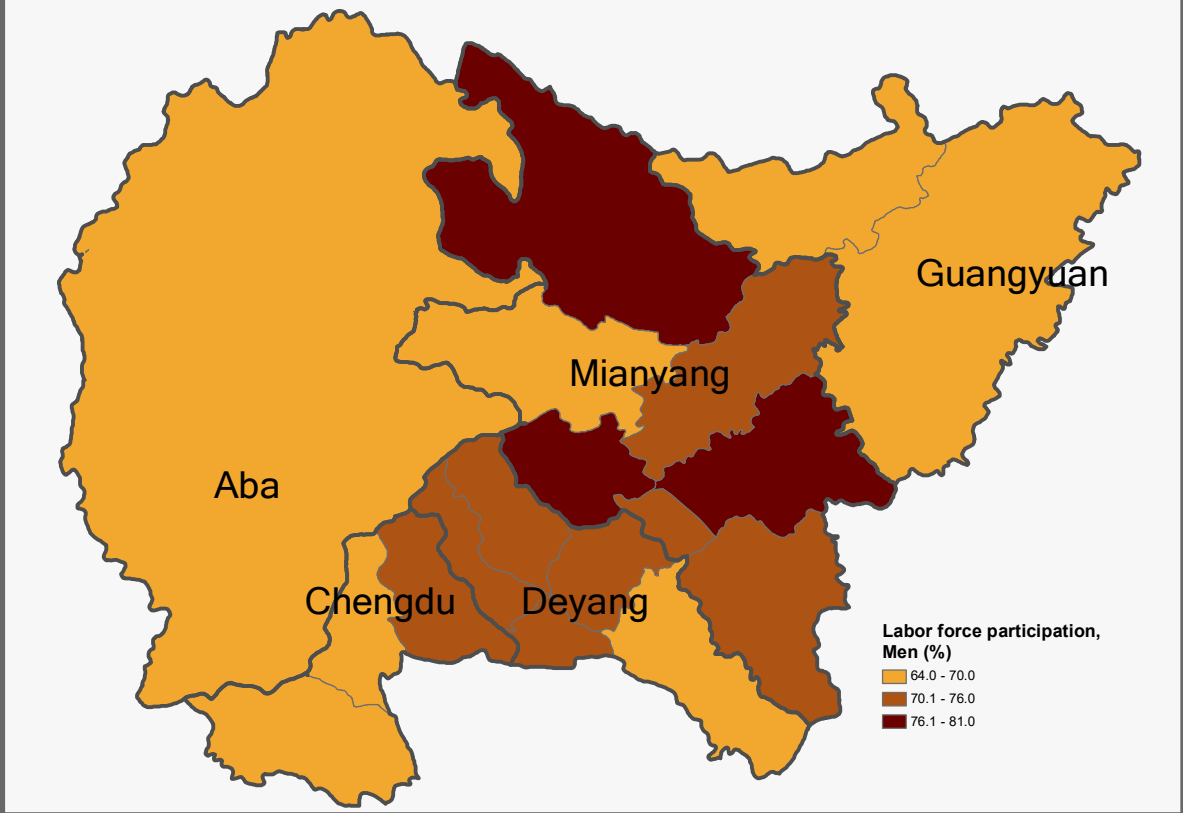 Guangyuan
Mianyang
Aba
Chengdu
Deyang
Labor force participation,
Men (%)
64.0 - 70.0
70.1 - 76.0
76.1 - 81.0